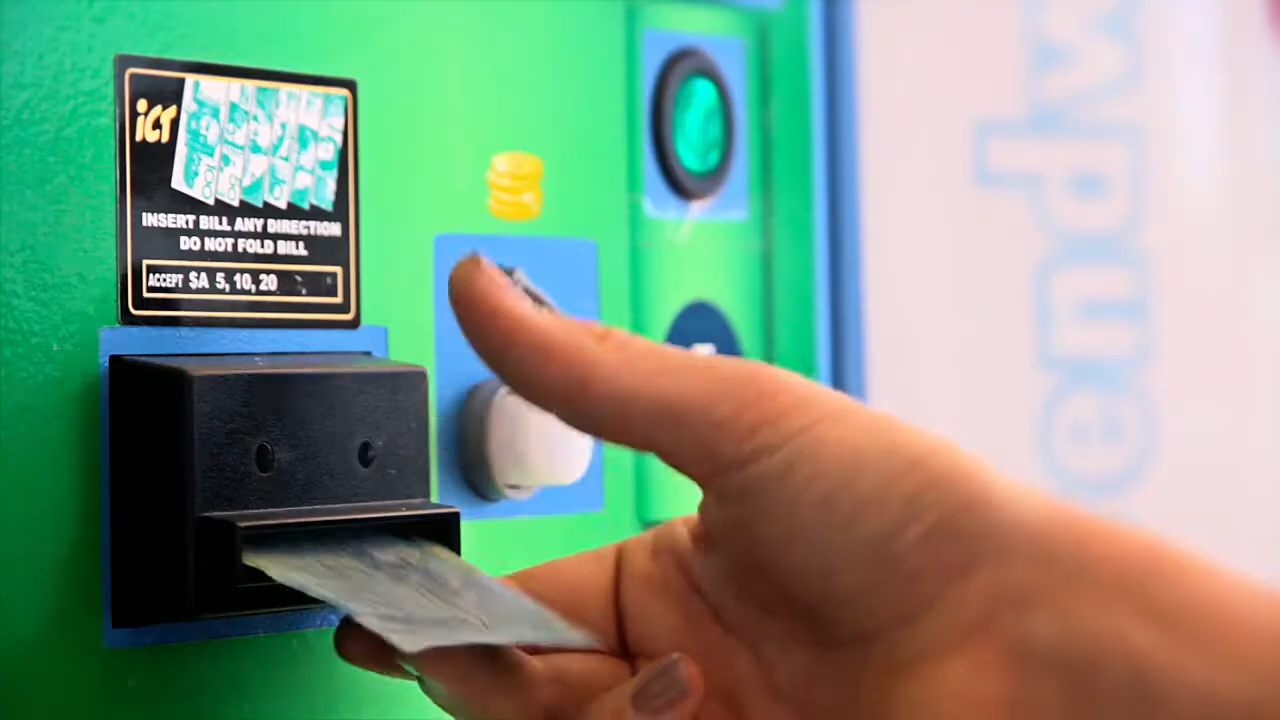 iCT
INSERT BILL ANY DIRECTION
DO NOT FOLD BILL
ACCEPT $A 5, 10, 20